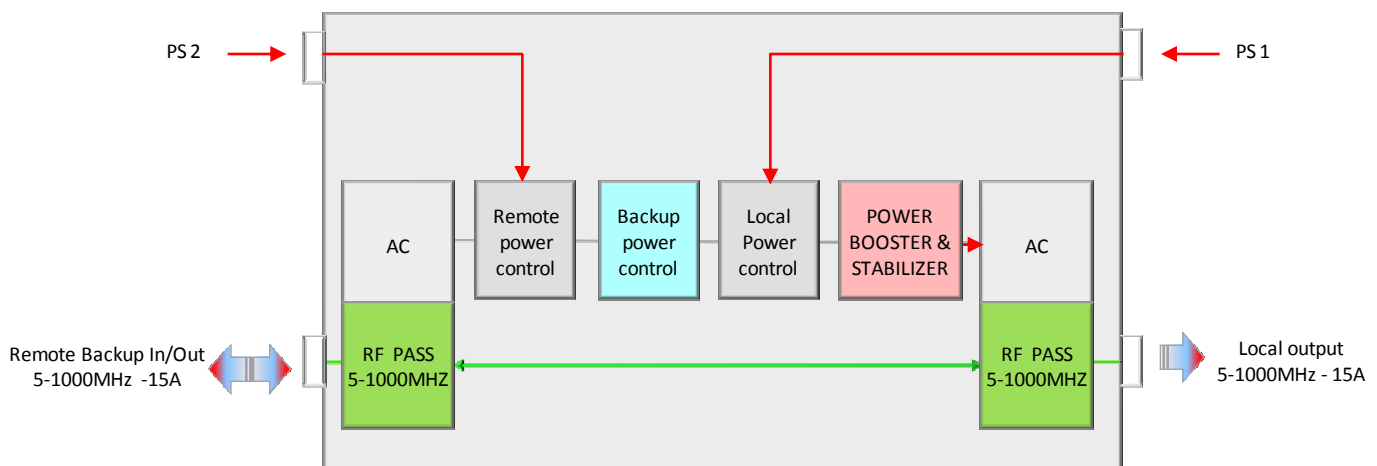 PS 2
PS 1
AC
Remote
power
control
Backup
power
control
Local
Power
control
POWER
BOOSTER &
STABILIZER
AC
Remote Backup In/Out
5-1000MHz -15A
RF PASS
5-1000MHZ
RF PASS
5-1000MHZ
Local output
5-1000MHz - 15A